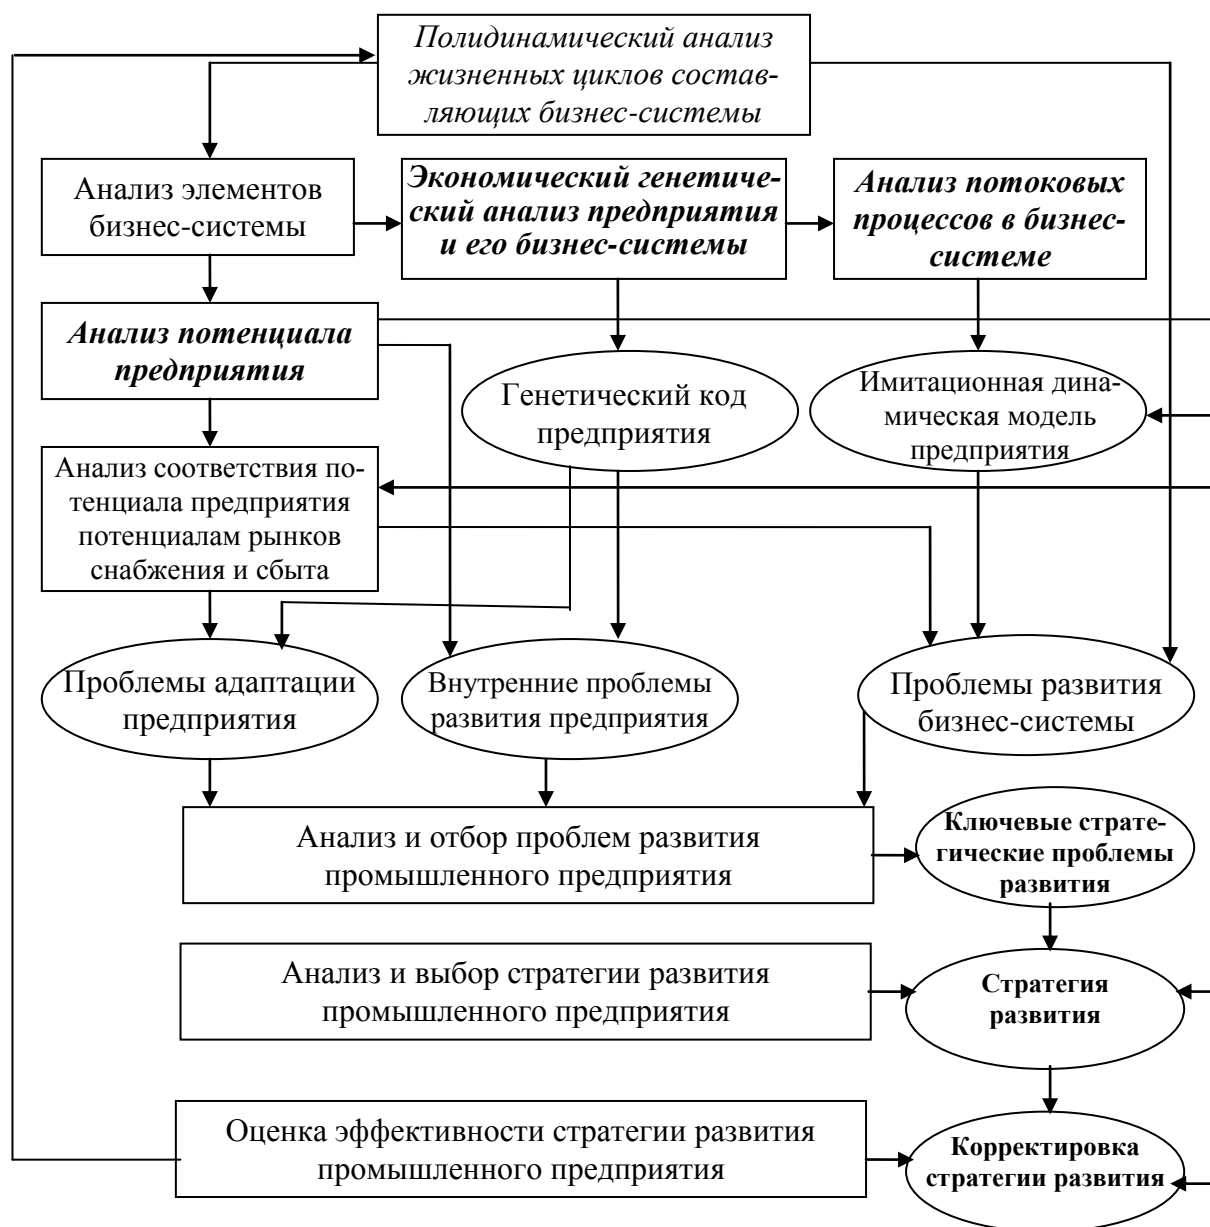 Полидинамический анализ
жизненных циклов состав-
ляющих бизнес-системы
Анализ элементов
бизнес-системы
Экономический генетиче-
ский анализ предприятия
и его бизнес-системы
Анализ потоковых
процессов в бизнес-
системе
Анализ потенциала
предприятия
Генетический код
предприятия
Имитационная дина-
мическая модель
предприятия
Анализ соответствия по-
тенциала предприятия
потенциалам рынков
снабжения и сбыта
Проблемы адаптации
предприятия
Внутренние проблемы
развития предприятия
Проблемы развития
бизнес-системы
Анализ и отбор проблем развития
промышленного предприятия
Ключевые страте-
гические проблемы
развития
Анализ и выбор стратегии развития
промышленного предприятия
Стратегия
развития
Оценка эффективности стратегии развития
промышленного предприятия
Корректировка
стратегии развития